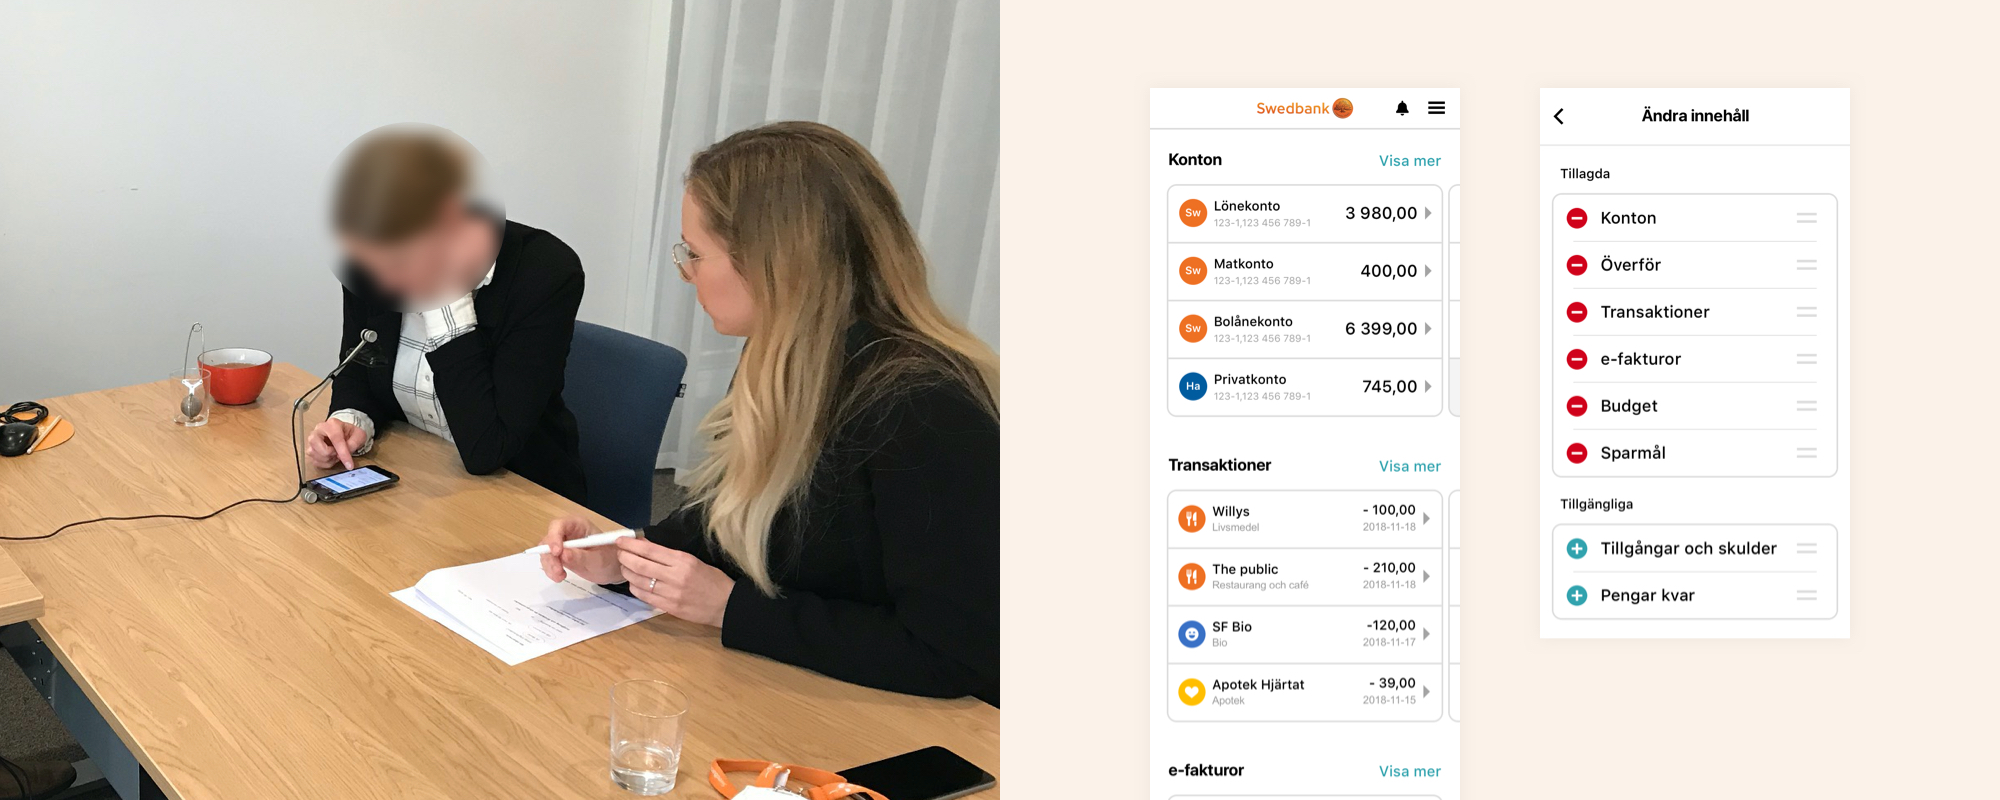 Swedbank
Konton
Visa mer
Sw
Lönekonto
123-1,123 456 789-1
3 980,00
Sw
Matkonto
123-1,123 456 789-1
400,00
Sw
Bolånekonto
123-1,123 456 789-1
6 399,00
Ha
Privatkonto
123-1,123 456 789-1
745,00
Transaktioner
Visa mer
Willys
Livsmedel
- 100,00
2018-11-18
The public
Restaurang och café
- 210,00
2018-11-18
SF Bio
Bio
-120,00
2018-11-17
Apotek Hjärtat
Apotek
- 39,00
2018-11-15
e-fakturor
Visa mer
Ändra innehåll
Tillagda
Konton
Överför
Transaktioner
e-fakturor
Budget
Sparmål
Tillgängliga
Tillgångar och skulder
Pengar kvar